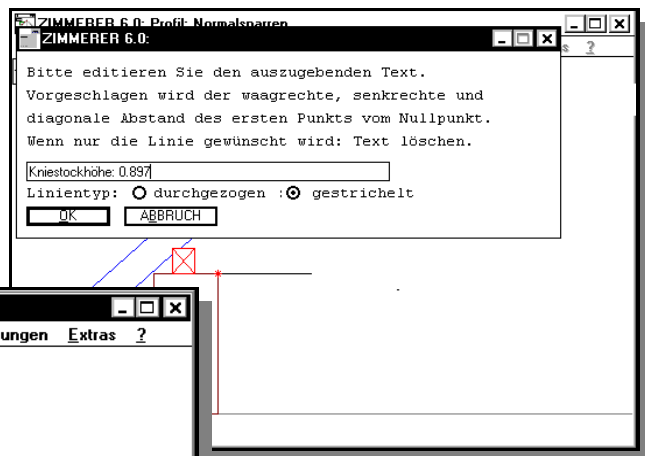 ZIMMERER 6.0: Profil: Normalsparren
ZIMMERER 6.0:
s ?
Bitte editieren Sie den auszugebenden Text.
Vorgeschlagen wird der waagrechte, senkrechte und
diagonale Abstand des ersten Punkts vom Nullpunkt.
Wenn nur die Linie gewünscht wird: Text löschen.
Kniestockhöhe: 0.897
Linientyp: durchgezogen : gestrichelt
OK ABBRUCH
ungen Extras ?